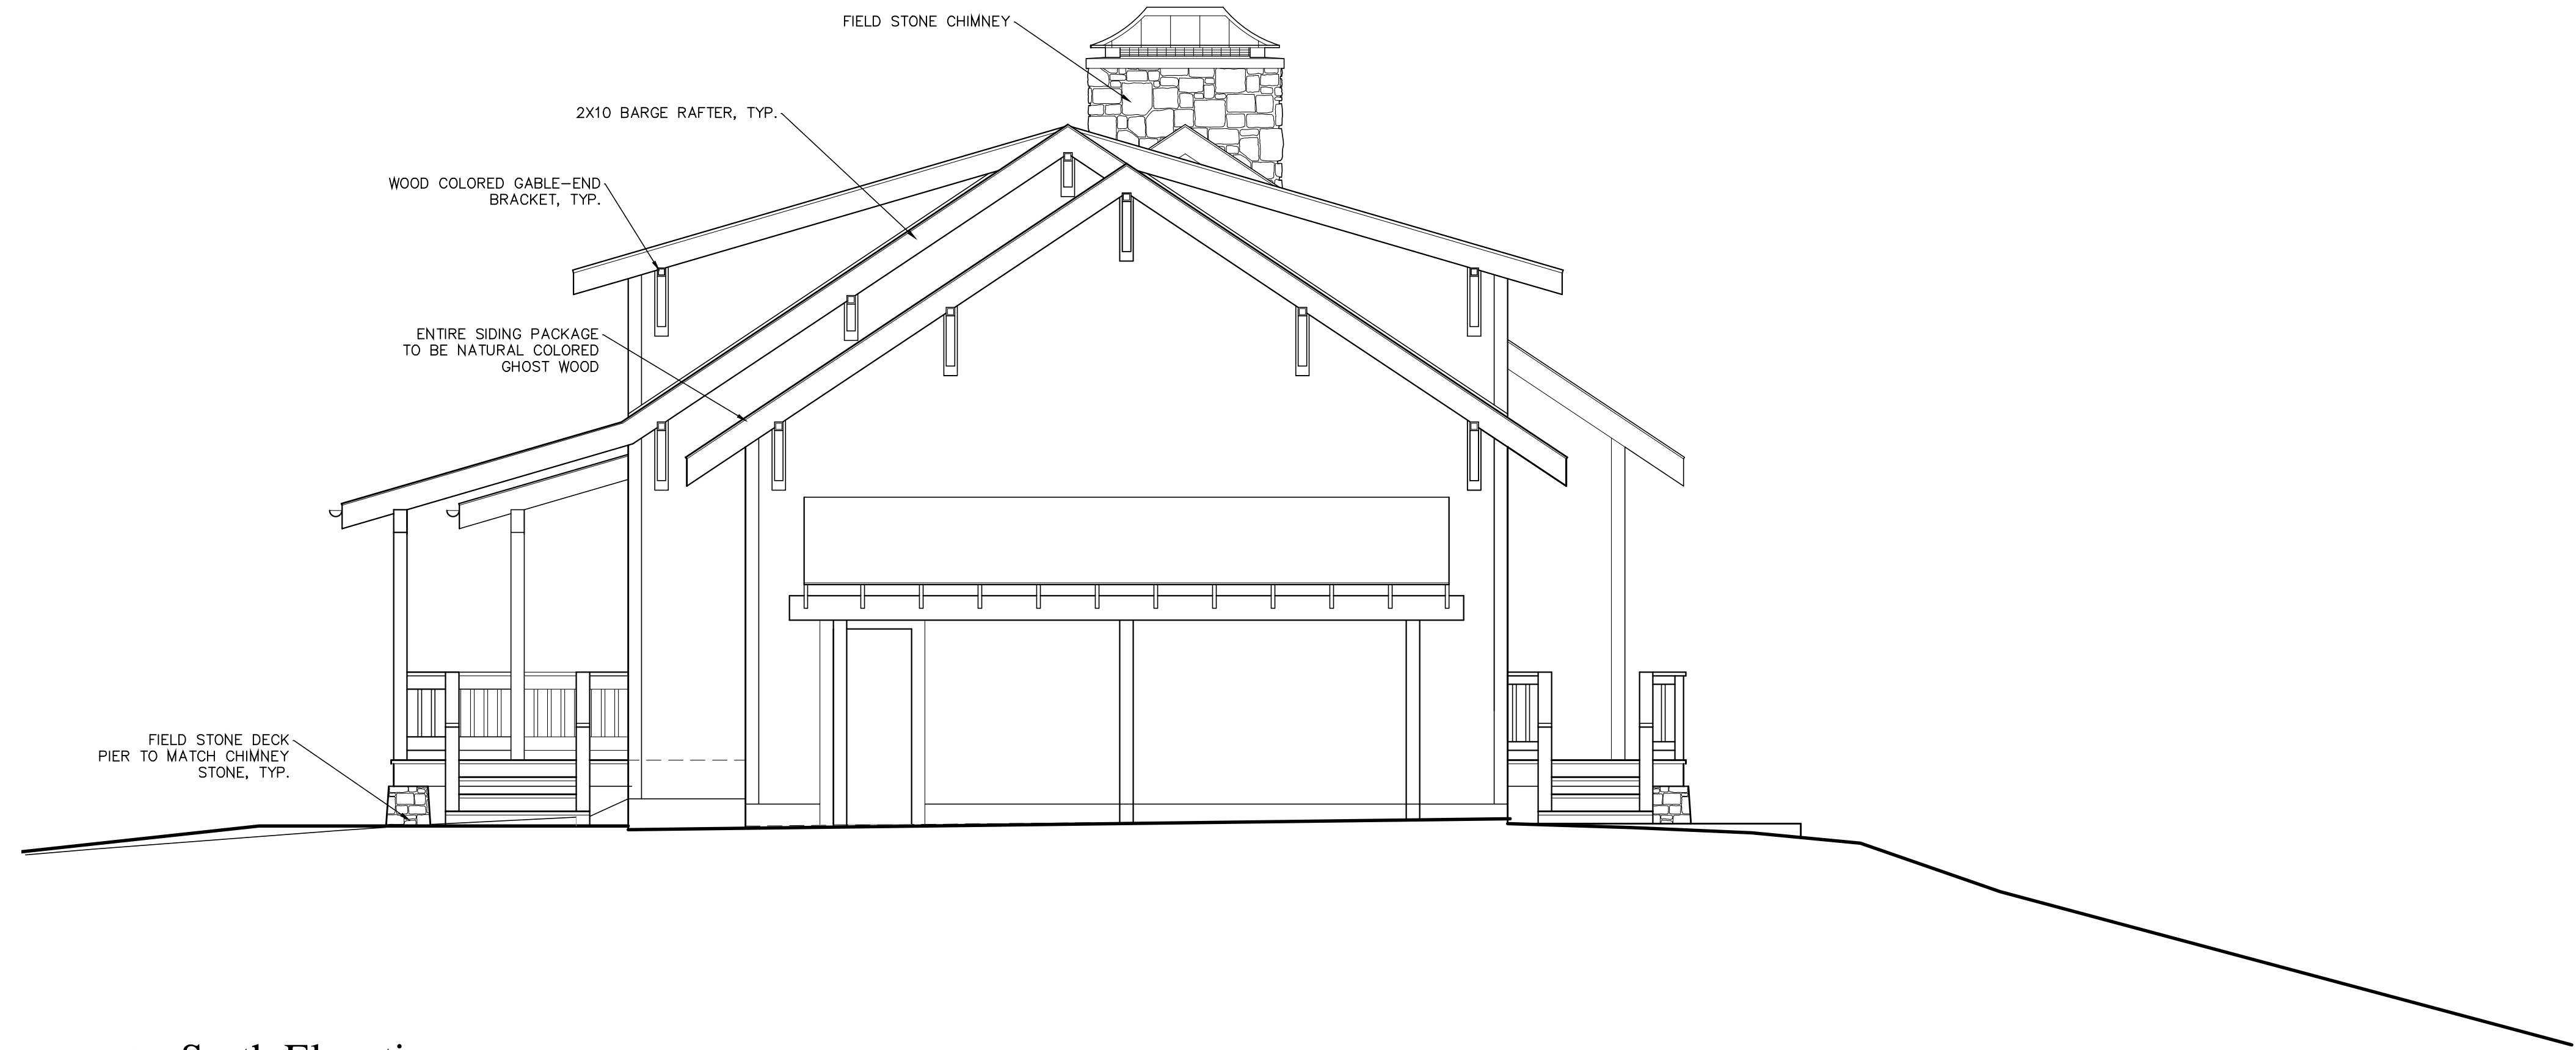 FIELD STONE CHIMNEY
2X10 BARGE RAFTER, TYP.
WOOD COLORED GABLE-END
BRACKET, TYP.
ENTIRE SIDING PACKAGE
TO BE NATURAL COLORED
GHOST WOOD
FIELD STONE DECK
PIER TO MATCH CHIMNEY
STONE, TYP.